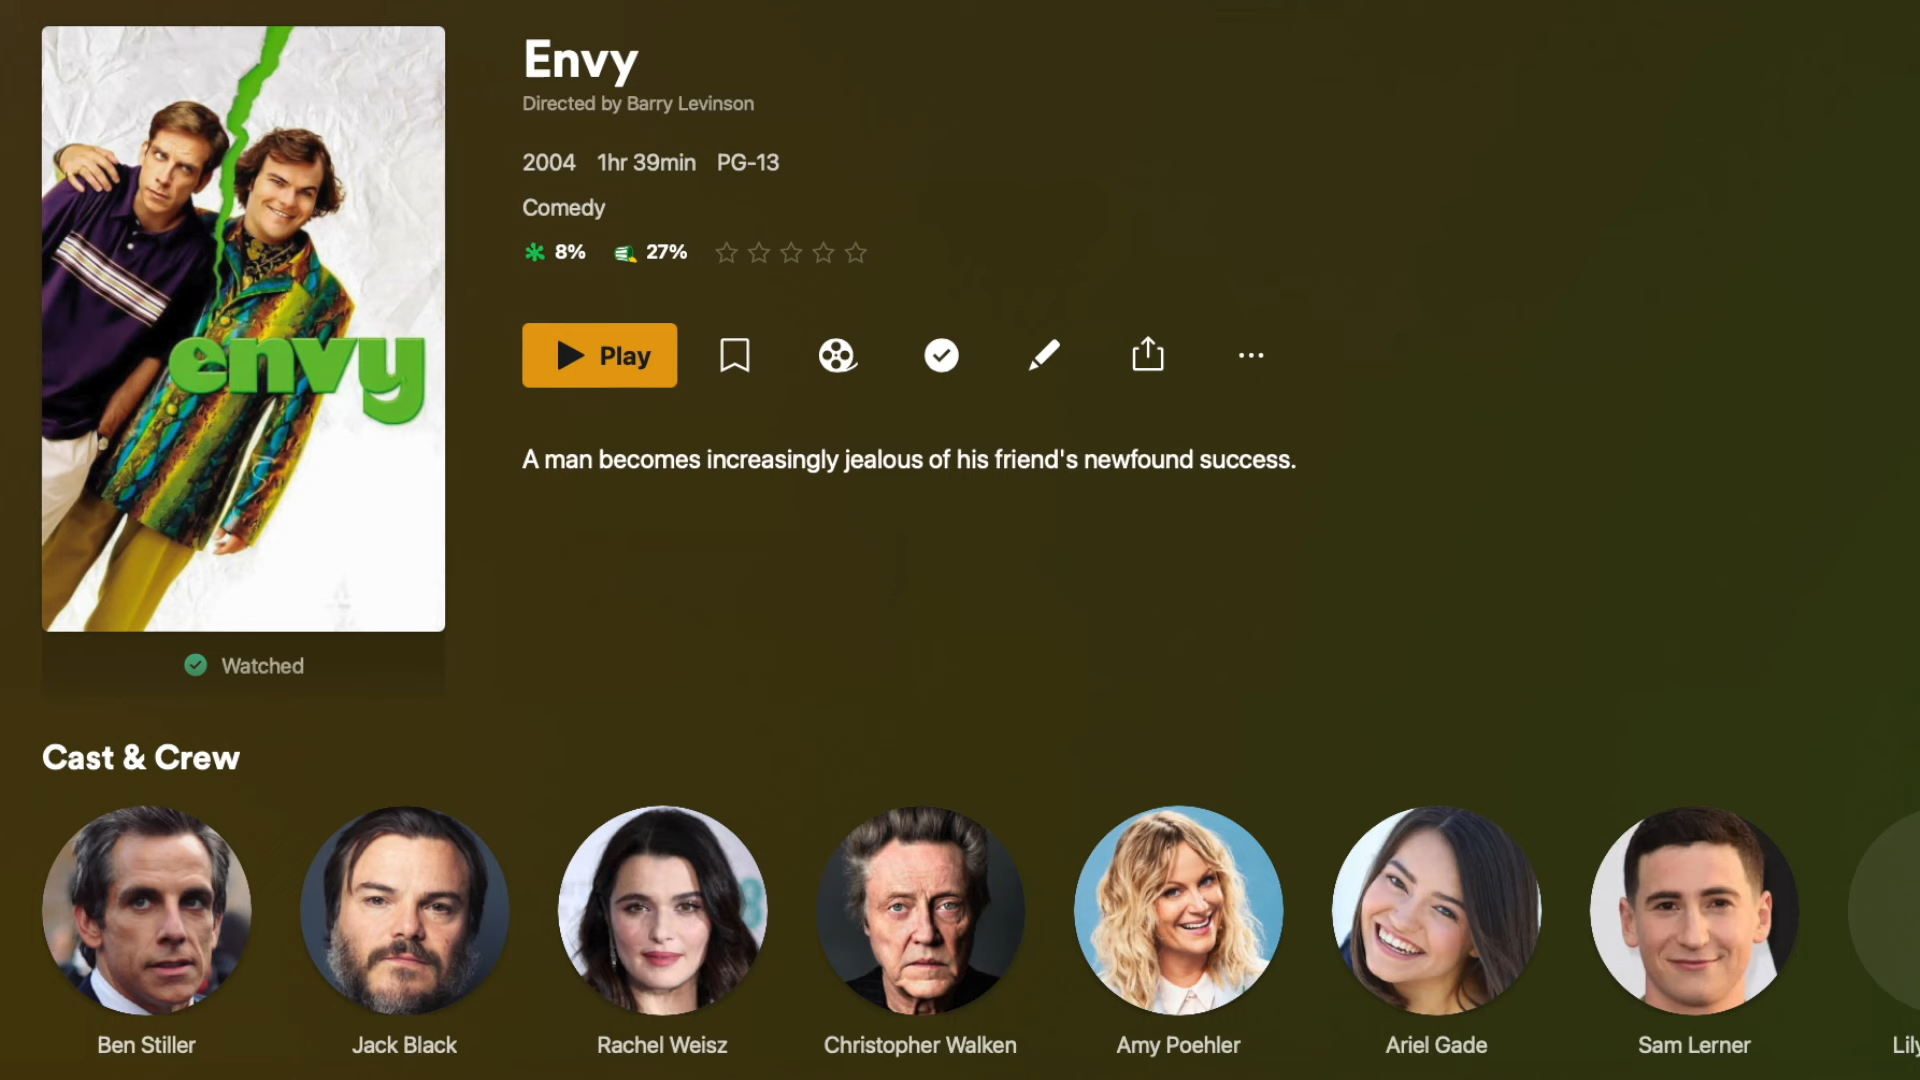 envy
Envy
Directed by Barry Levinson
2004 1hr 39min PG-13
Comedy
8% 27%
Play
A man becomes increasingly jealous of his friend's newfound success.
Watched
Cast & Crew
Ben Stiller
Jack Black
Rachel Weisz
Christopher Walken
Amy Poehler
Ariel Gade
Sam Lerner